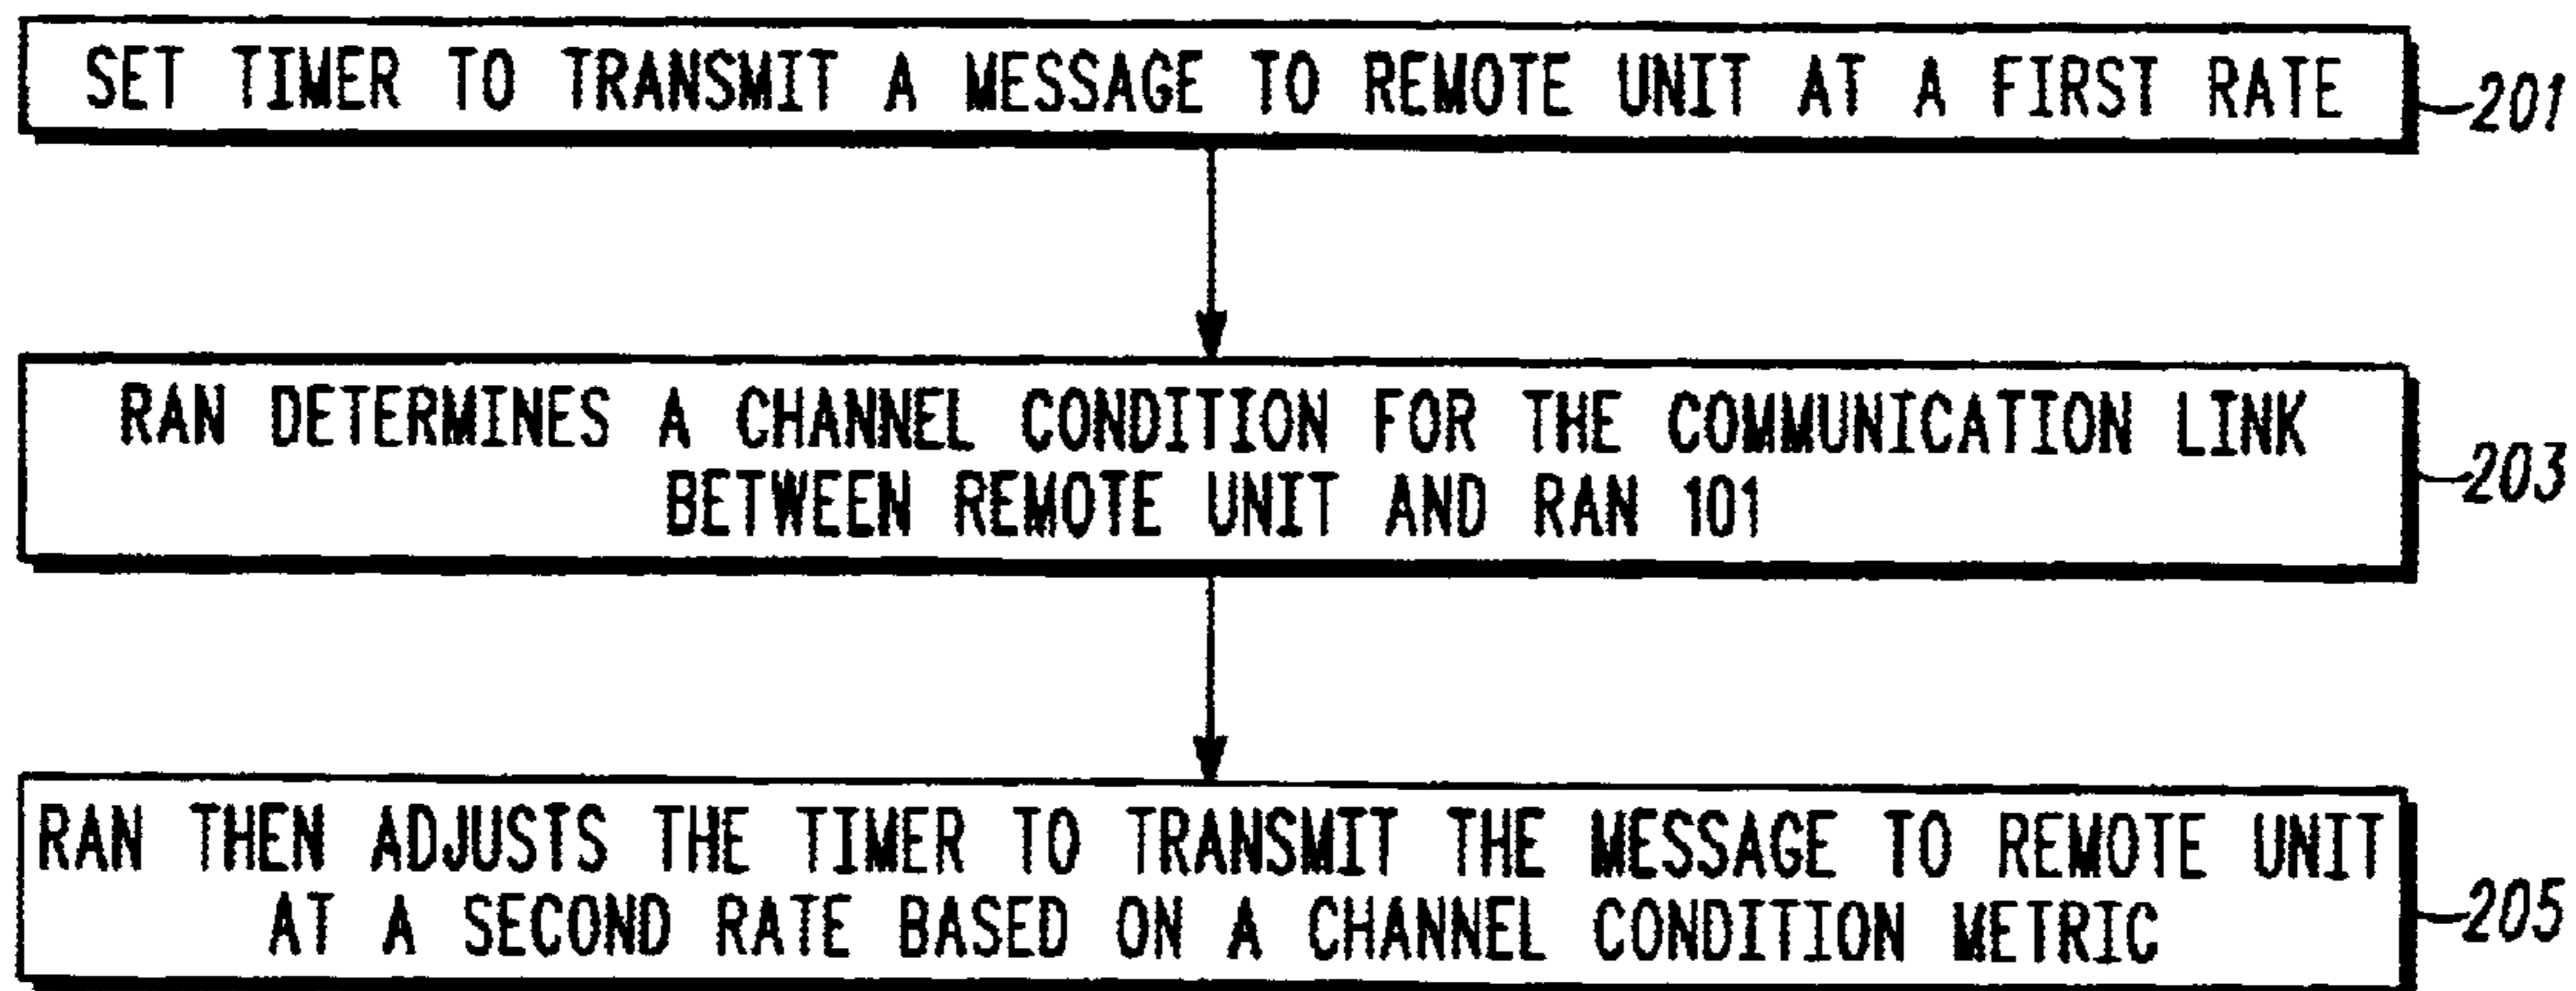 SET TIMER TO TRANSMIT A MESSAGE TO REMOTE UNIT AT A FIRST RATE
201
RAN DETERMINES A CHANNEL CONDITION FOR THE COMMUNICATION LINK
BETWEEN REMOTE UNIT AND RAN 101
203
RAN THEN ADJUSTS THE TIMER TO TRANSMIT THE MESSAGE TO REMOTE UNIT
AT A SECOND RATE BASED ON A CHANNEL CONDITION METRIC
205